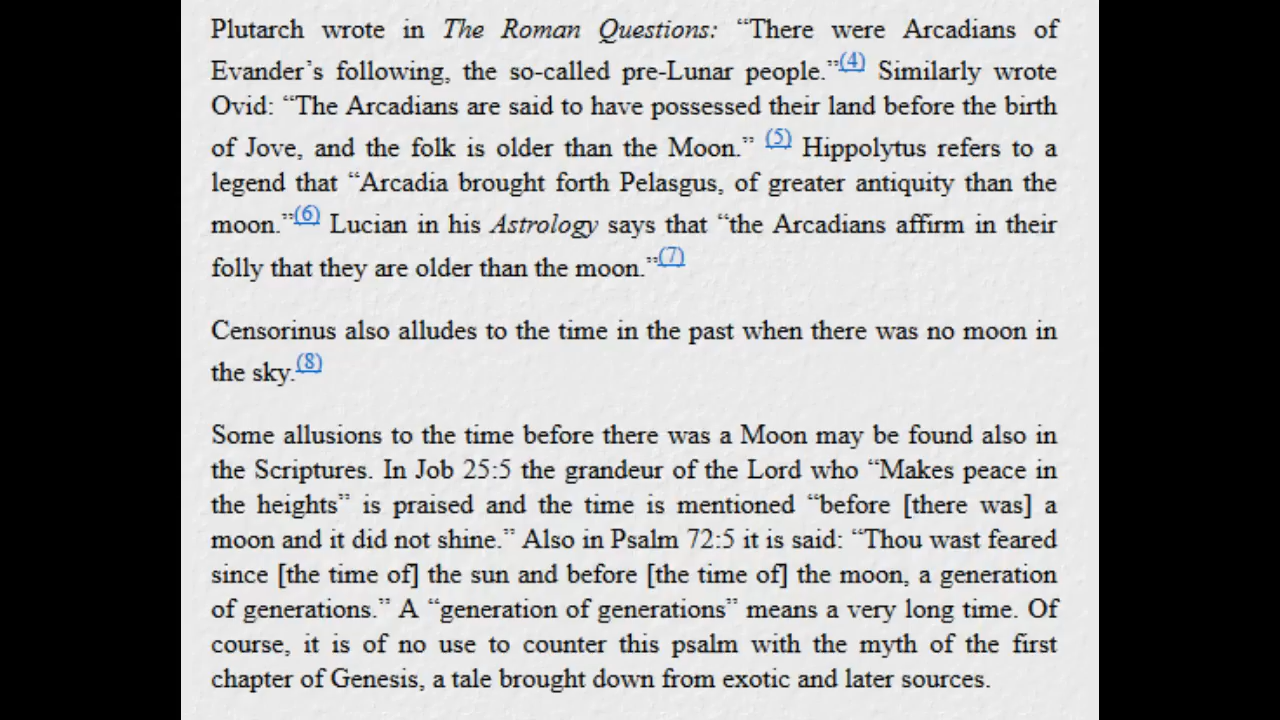 Plutarch wrote in The Roman Questions: “There were Arcadians of
Evander’s following, the so-called pre-Lunar people.”(4) Similarly wrote
Ovid: “The Arcadians are said to have possessed their land before the birth
of Jove, and the folk is older than the Moon.” (5) Hippolytus refers to a
legend that “Arcadia brought forth Pelasgus, of greater antiquity than the
moon.”(6) Lucian in his Astrology says that “the Arcadians affirm in their
folly that they are older than the moon.”(7)
Censorinus also alludes to the time in the past when there was no moon in
the sky.(8)
Some allusions to the time before there was a Moon may be found also in
the Scriptures. In Job 25:5 the grandeur of the Lord who “Makes peace in
the heights” is praised and the time is mentioned “before [there was] a
moon and it did not shine.” Also in Psalm 72:5 it is said: “Thou wast feared
since [the time of] the sun and before [the time of] the moon, a generation
of generations.” A “generation of generations” means a very long time. Of
course, it is of no use to counter this psalm with the myth of the first
chapter of Genesis, a tale brought down from exotic and later sources.